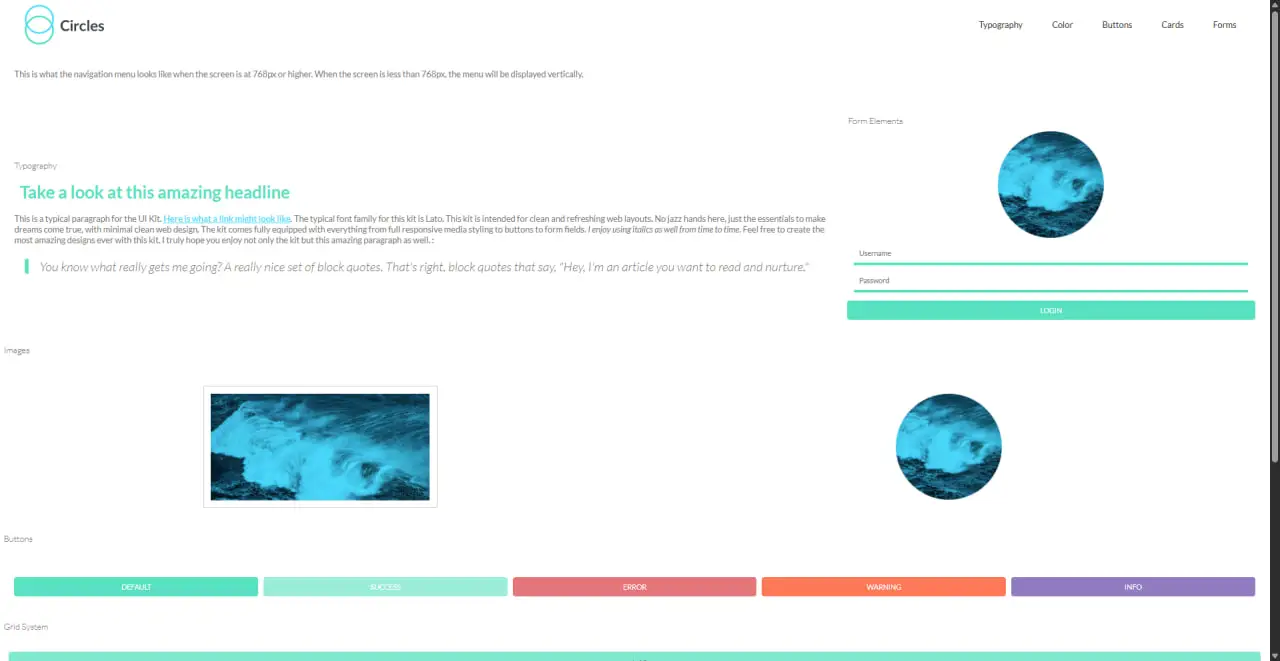 Circles
Typography
Color
Buttons
Cards
Forms
This is what the navigation menu looks like when the screen is at 768px or higher. When the screen is less than 768px, the menu will be displayed vertically.
Typography
Take a look at this amazing headline
This is a typical paragraph for the UI Kit. Here is what a link might look like. The typical font family for this kit is Lato. This kit is intended for clean and refreshing web layouts. No jazz hands here, just the essentials to make
dreams come true, with minimal clean web design. The kit comes fully equipped with everything from full responsive media styling to buttons to form fields. I enjoy using italics as well from time to time. Feel free to create the
most amazing designs ever with this kit. I truly hope you enjoy not only the kit but this amazing paragraph as well. :
You know what really gets me going? A really nice set of block quotes. That's right, block quotes that say, "Hey, I'm an article you want to read and nurture."
Form Elements
Username
Password
LOGIN
Images
Buttons
DEFAULT
SUCCESS
ERROR
WARNING
INFO
Grid System